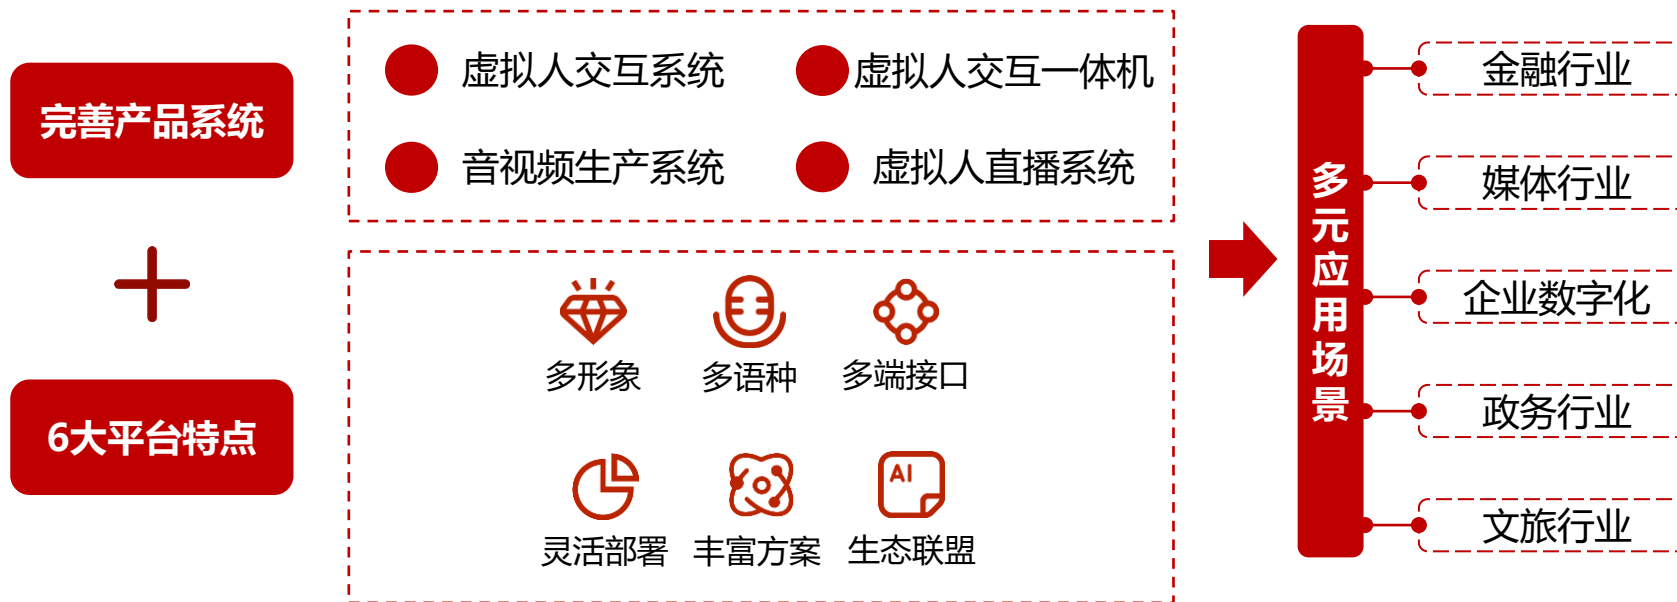 完善产品系统
虚拟人交互系统
虚拟人交互一体机
音视频生产系统
虚拟人直播系统
6大平台特点
多形象
多语种
多端接口
灵活部署
丰富方案
AI
生态联盟
多元应用场景
金融行业
媒体行业
企业数字化
政务行业
文旅行业